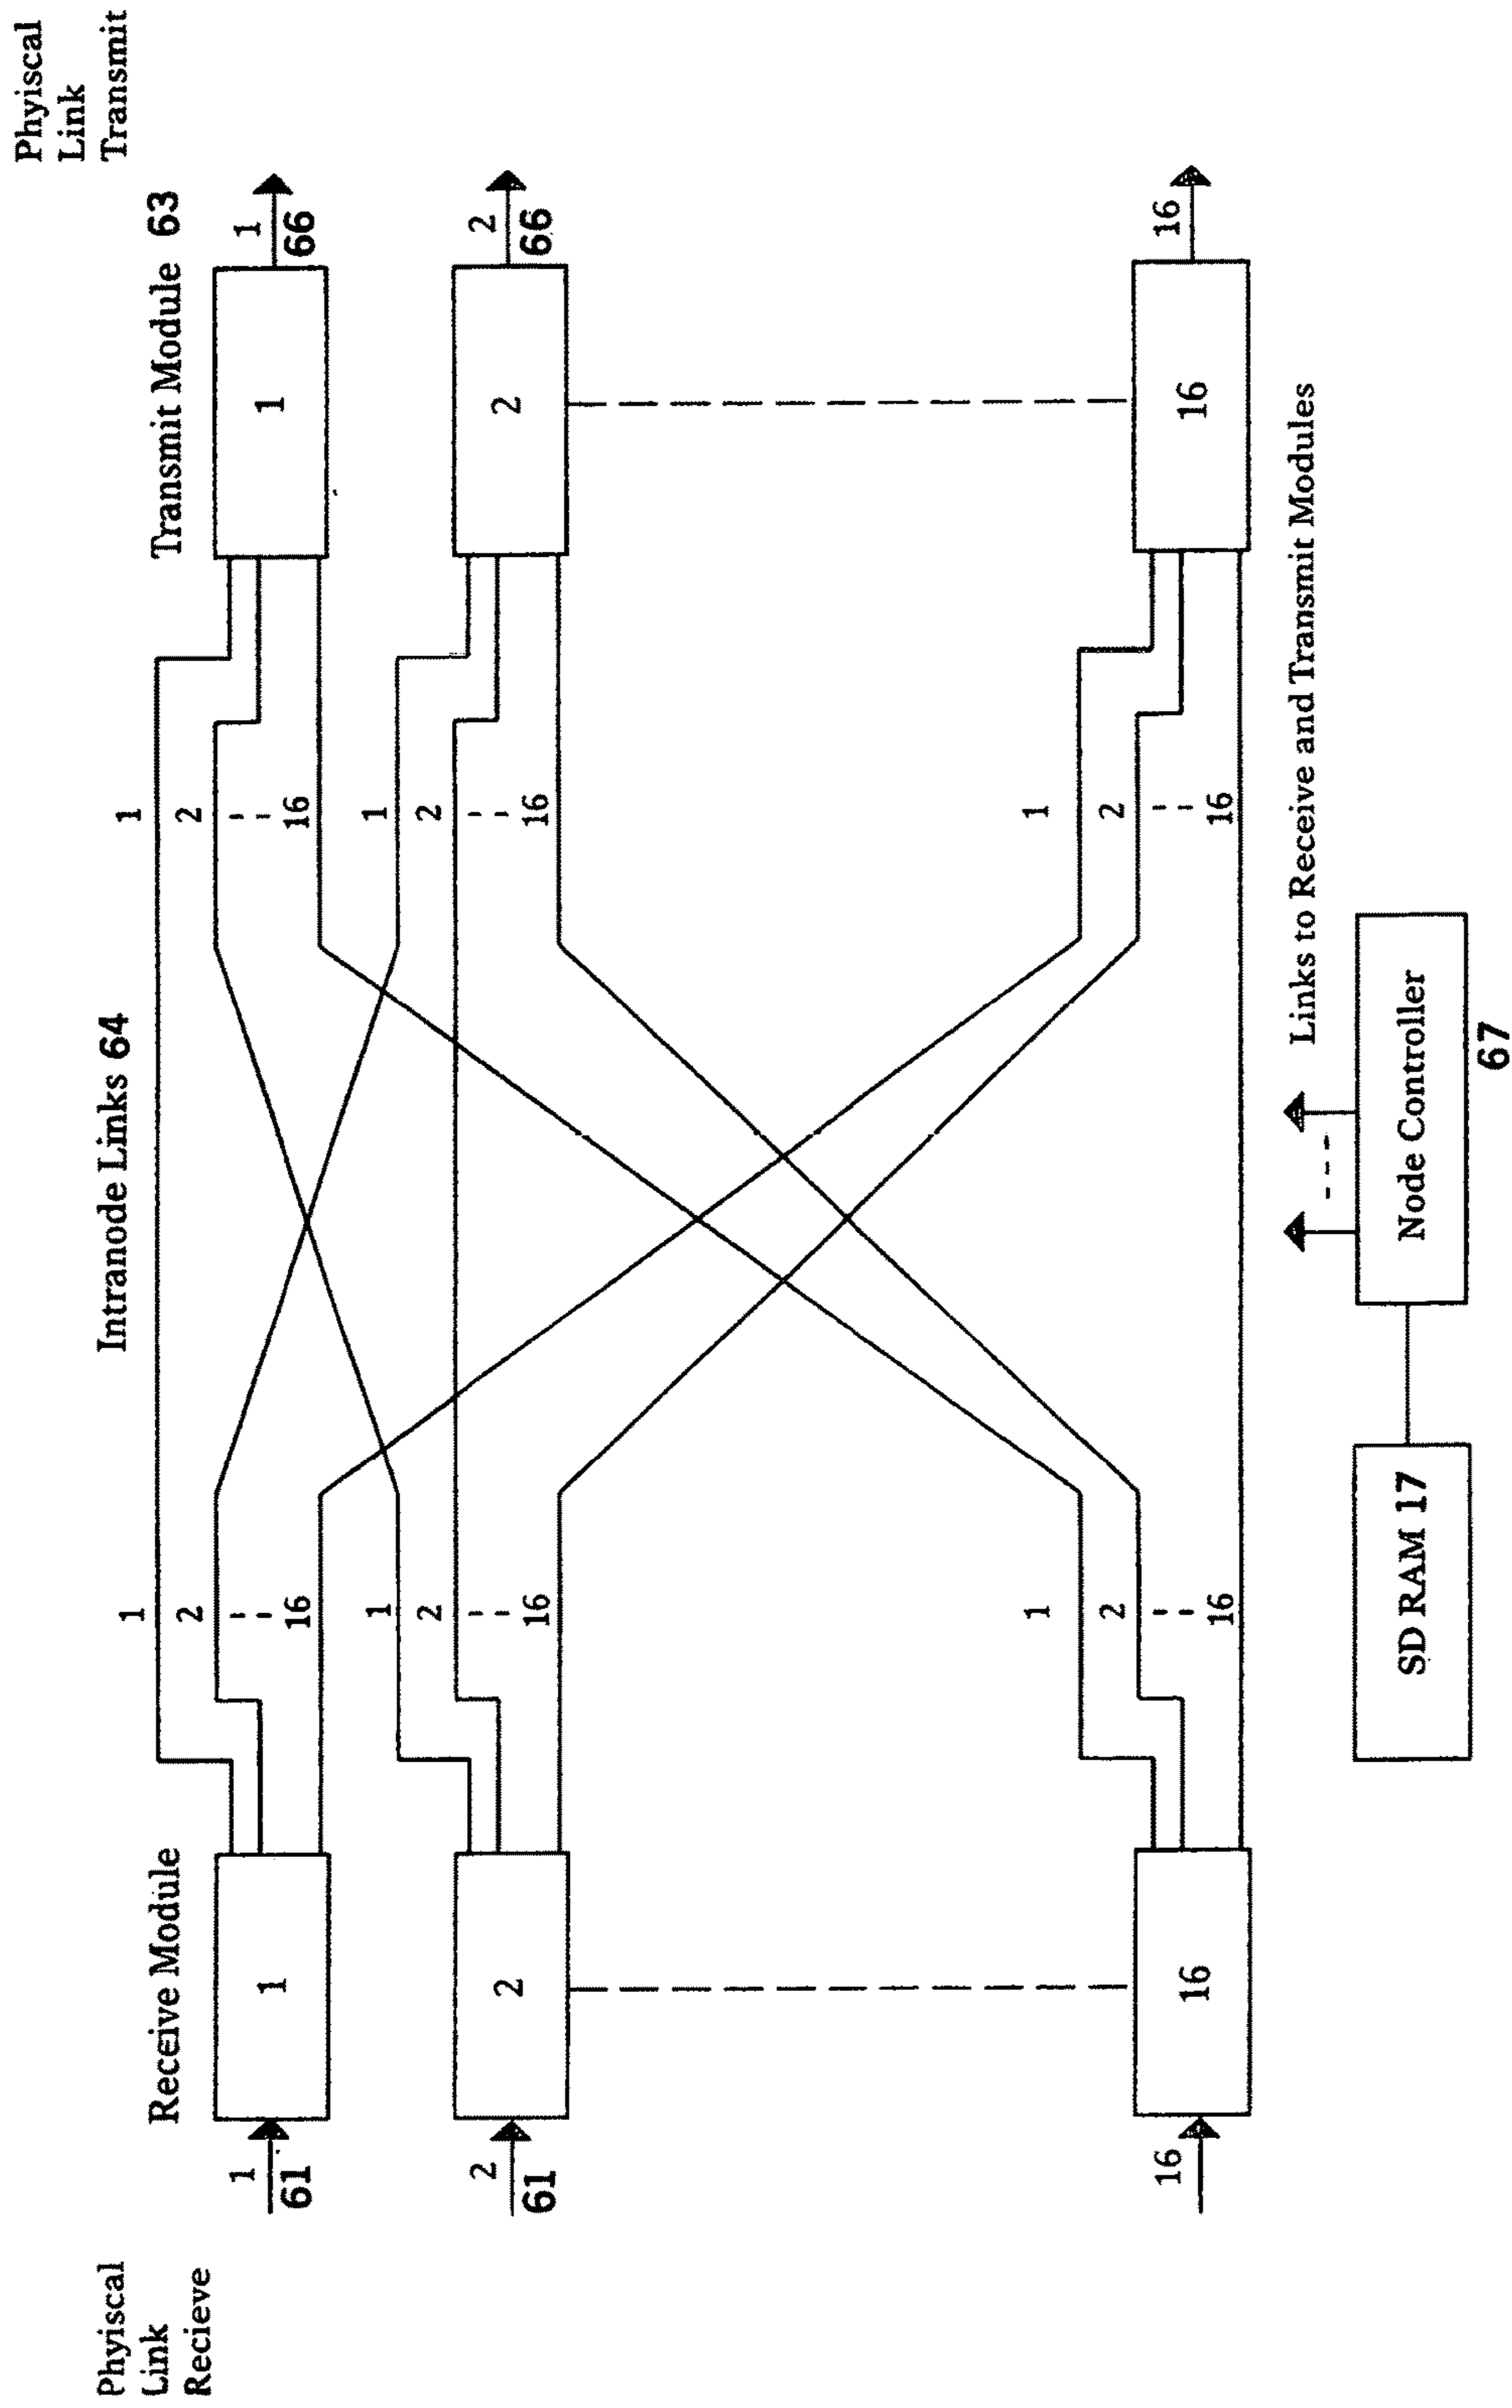 Phyiscal
Link
Transmit
Transmit Module 63
1
66
2
66
16
1
2
16
1
2
16
1
2
16
1
2
16
Intranode Links 64
1
2
16
1
2
16
1
2
16
Receive Module
1
2
16
1
61
2
61
16
Phyiscal
Link
Recieve
Links to Receive and Transmit Modules
Node Controller
67
SD RAM 17